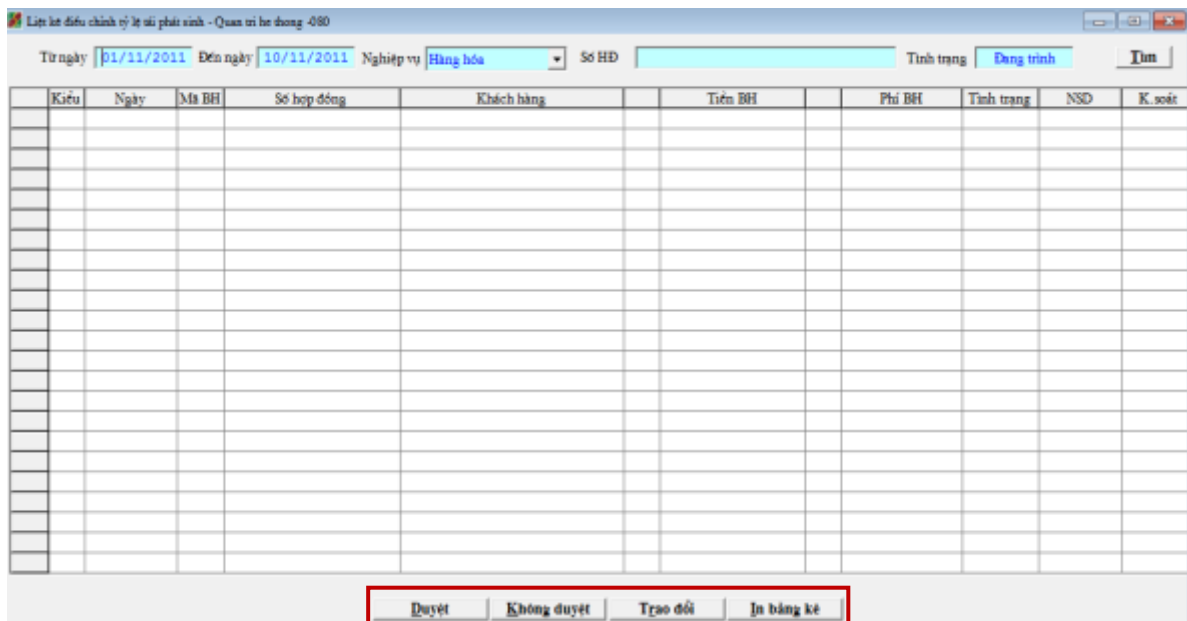 Liệt kê điều chỉnh tỷ lệ tái phát sinh - Quan tri he thong -080
Từ ngày 01/11/2011 Đến ngày 10/11/2011 Nghiệp vụ Hàng hóa Số HĐ Tình trạng Đang trình Tìm
Kiểu Ngày Mã BH Số hợp đồng Khách hàng Tiền BH Phí BH Tình trạng NSD K.soát
Duyệt Không duyệt Trao đổi In bảng kê